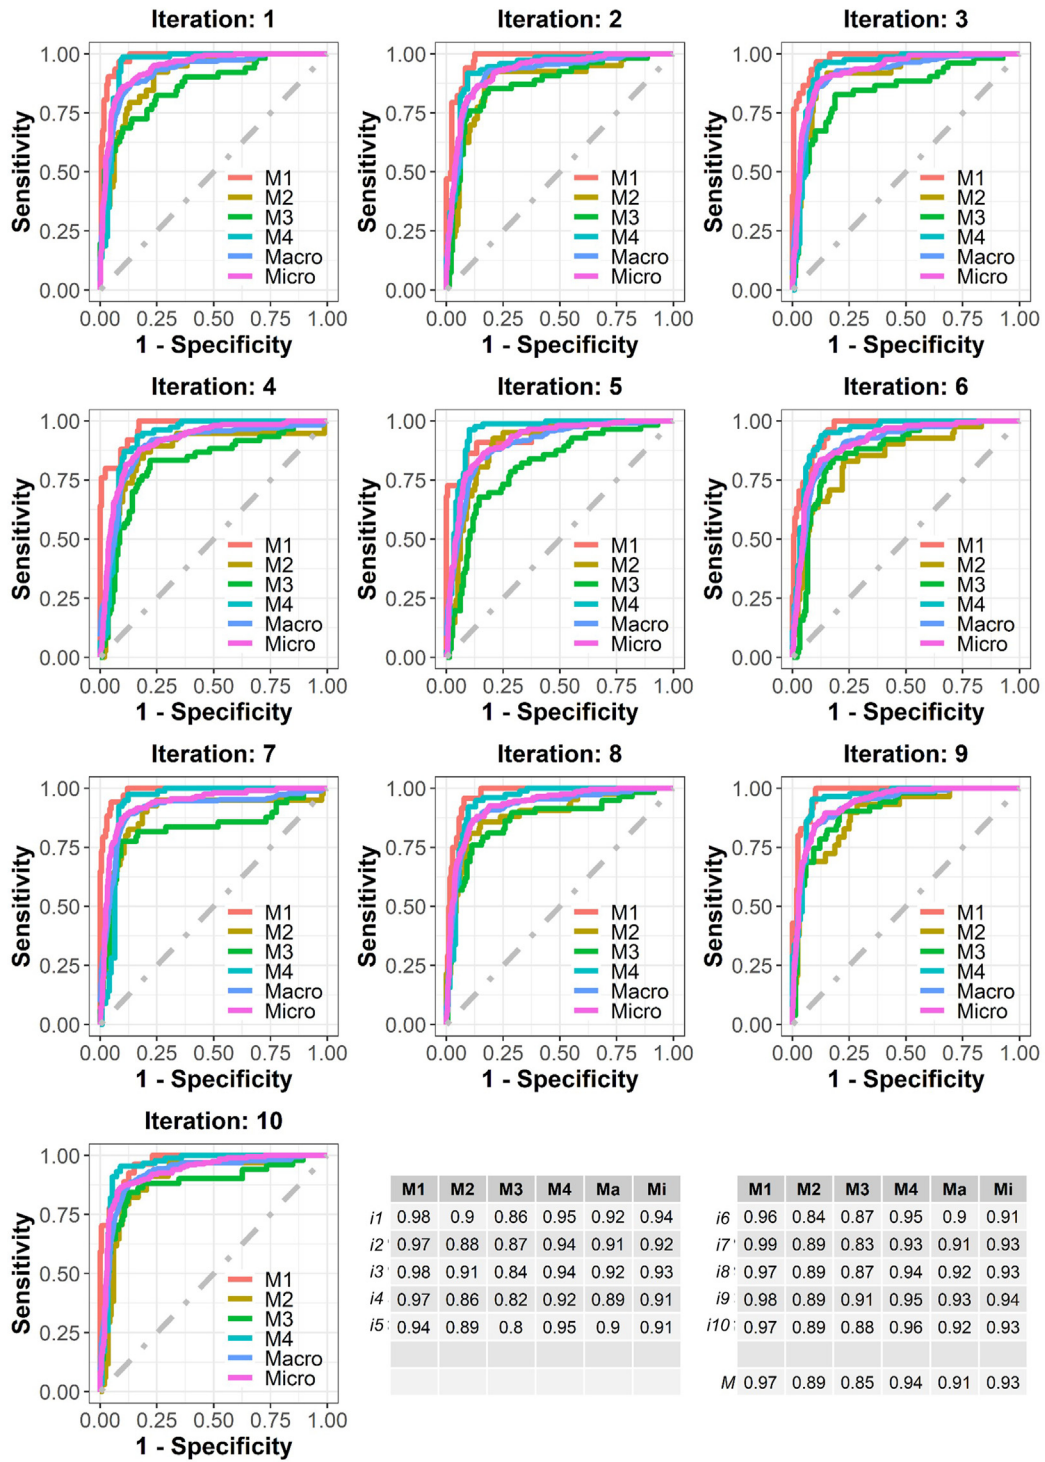 Iteration: 1
1.00
0.75
0.50
0.25
0.00
Sensitivity
M1
M2
M3
M4
Macro
Micro
0.00 0.25 0.50 0.75 1.00
1 - Specificity
Iteration: 2
1.00
0.75
0.50
0.25
0.00
Sensitivity
M1
M2
M3
M4
Macro
Micro
0.00 0.25 0.50 0.75 1.00
1 - Specificity
Iteration: 3
1.00
0.75
0.50
0.25
0.00
Sensitivity
M1
M2
M3
M4
Macro
Micro
0.00 0.25 0.50 0.75 1.00
1 - Specificity
Iteration: 4
1.00
0.75
0.50
0.25
0.00
Sensitivity
M1
M2
M3
M4
Macro
Micro
0.00 0.25 0.50 0.75 1.00
1 - Specificity
Iteration: 5
1.00
0.75
0.50
0.25
0.00
Sensitivity
M1
M2
M3
M4
Macro
Micro
0.00 0.25 0.50 0.75 1.00
1 - Specificity
Iteration: 6
1.00
0.75
0.50
0.25
0.00
Sensitivity
M1
M2
M3
M4
Macro
Micro
0.00 0.25 0.50 0.75 1.00
1 - Specificity
Iteration: 7
1.00
0.75
0.50
0.25
0.00
Sensitivity
M1
M2
M3
M4
Macro
Micro
0.00 0.25 0.50 0.75 1.00
1 - Specificity
Iteration: 8
1.00
0.75
0.50
0.25
0.00
Sensitivity
M1
M2
M3
M4
Macro
Micro
0.00 0.25 0.50 0.75 1.00
1 - Specificity
Iteration: 9
1.00
0.75
0.50
0.25
0.00
Sensitivity
M1
M2
M3
M4
Macro
Micro
0.00 0.25 0.50 0.75 1.00
1 - Specificity
Iteration: 10
1.00
0.75
0.50
0.25
0.00
Sensitivity
M1
M2
M3
M4
Macro
Micro
0.00 0.25 0.50 0.75 1.00
1 - Specificity
M1 M2 M3 M4 Ma Mi
i1 0.98 0.9 0.86 0.95 0.92 0.94
i2 0.97 0.88 0.87 0.94 0.91 0.92
i3 0.98 0.91 0.84 0.94 0.92 0.93
i4 0.97 0.86 0.82 0.92 0.89 0.91
i5 0.94 0.89 0.8 0.95 0.9 0.91
M1 M2 M3 M4 Ma Mi
i6 0.96 0.84 0.87 0.95 0.9 0.91
i7 0.99 0.89 0.83 0.93 0.91 0.93
i8 0.97 0.89 0.87 0.94 0.92 0.93
i9 0.98 0.89 0.91 0.95 0.93 0.94
i10 0.97 0.89 0.88 0.96 0.92 0.93
M 0.97 0.89 0.85 0.94 0.91 0.93